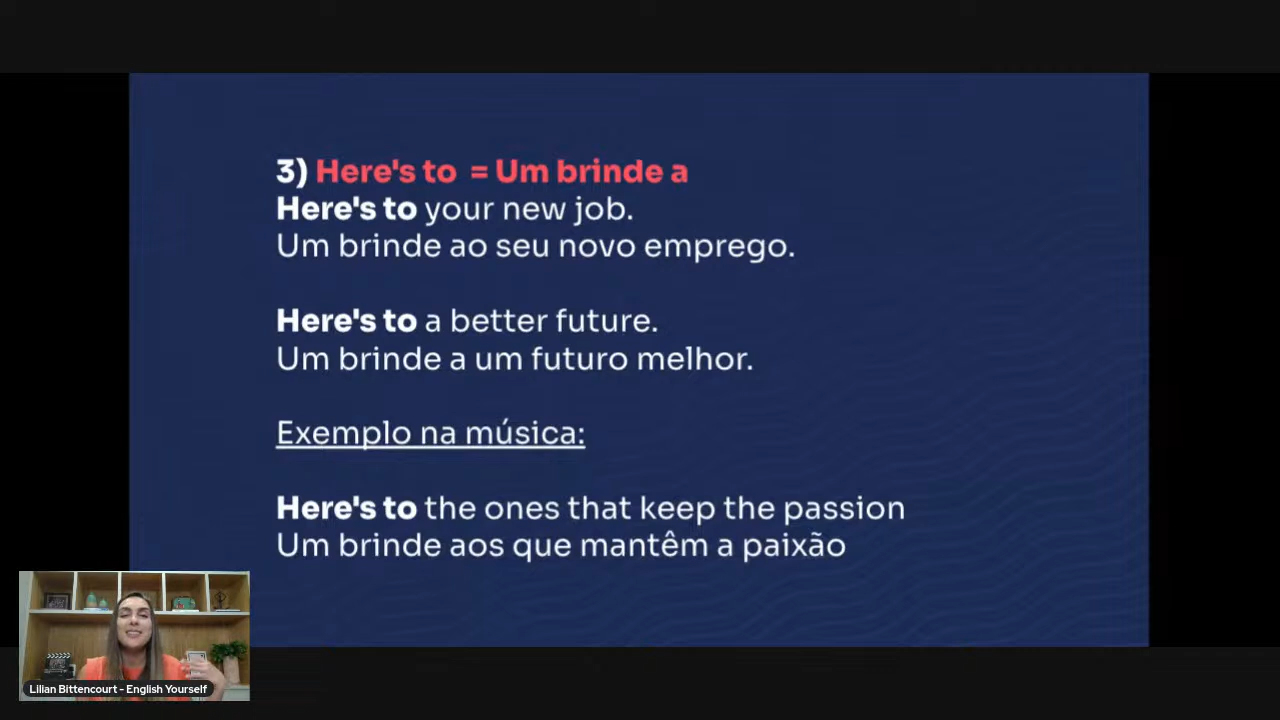 3) Here's to = Um brinde a
Here's to your new job.
Um brinde ao seu novo emprego.
Here's to a better future.
Um brinde a um futuro melhor.
Exemplo na música:
Here's to the ones that keep the passion
Um brinde aos que mantêm a paixão
Lilian Bittencourt - English Yourself